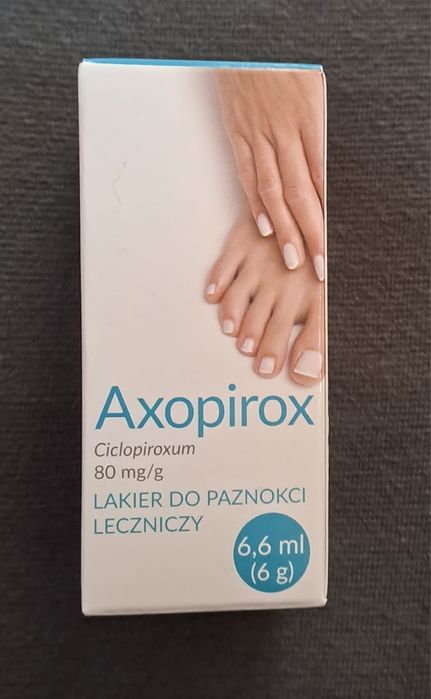 Axopirox
Ciclopiroxum
80 mg/g
LAKIER DO PAZNOKCI
LECZNICZY
6,6 ml
(6 g)